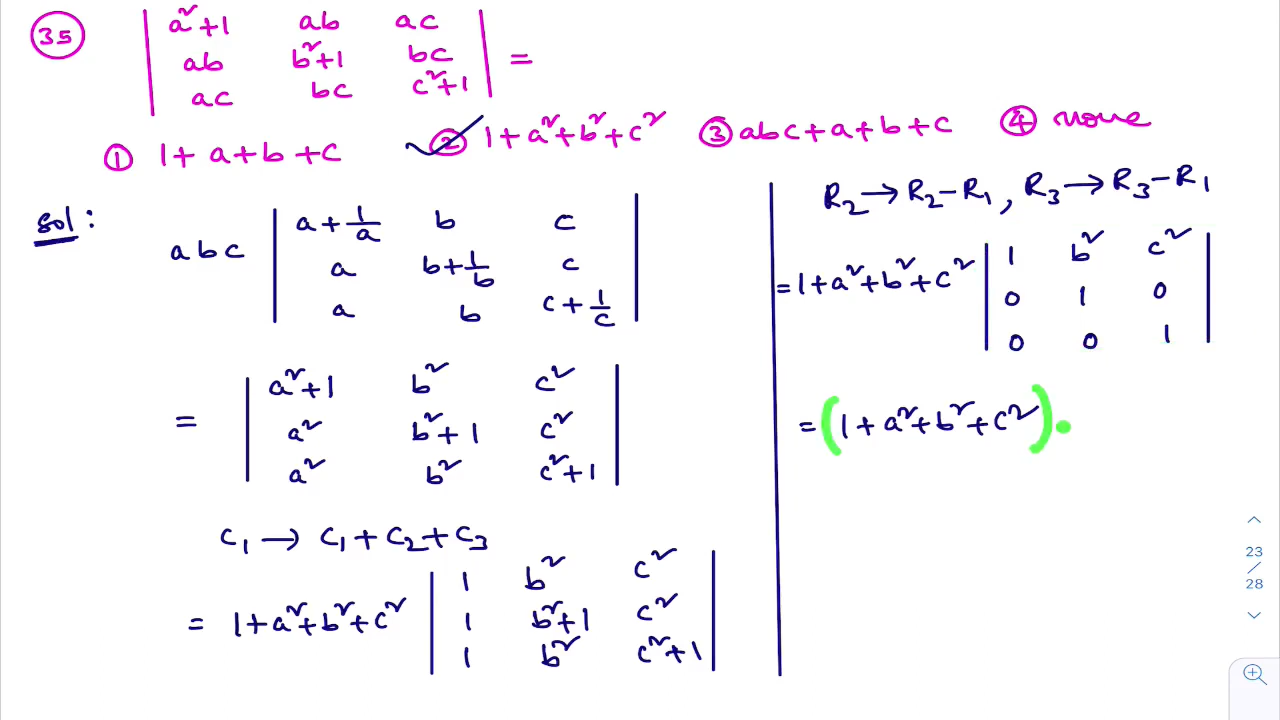 35
| a²+1 ab ac |
| ab b²+1 bc | =
| ac bc c²+1 |
① 1+a+b+c ② 1+a²+b²+c² ③ abc+a+b+c ④ none
Sol:
abc | a+1/a b c |
| a b+1/b c |
| a b c+1/c |
= | a²+1 b² c² |
| a² b²+1 c² |
| a² b² c²+1 |
C₁ → C₁+C₂+C₃
= 1+a²+b²+c² | 1 b² c² |
| 1 b²+1 c² |
| 1 b² c²+1 |
R₂→R₂−R₁, R₃→R₃−R₁
= 1+a²+b²+c² | 1 b² c² |
| 0 1 0 |
| 0 0 1 |
= (1+a²+b²+c²).
23
/
28